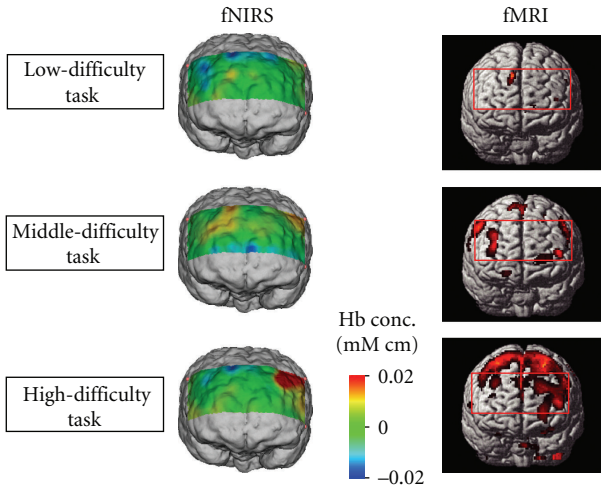 fNIRS
fMRI
Low-difficulty
task
Middle-difficulty
task
High-difficulty
task
Hb conc.
(mM cm)
0.02
0
−0.02